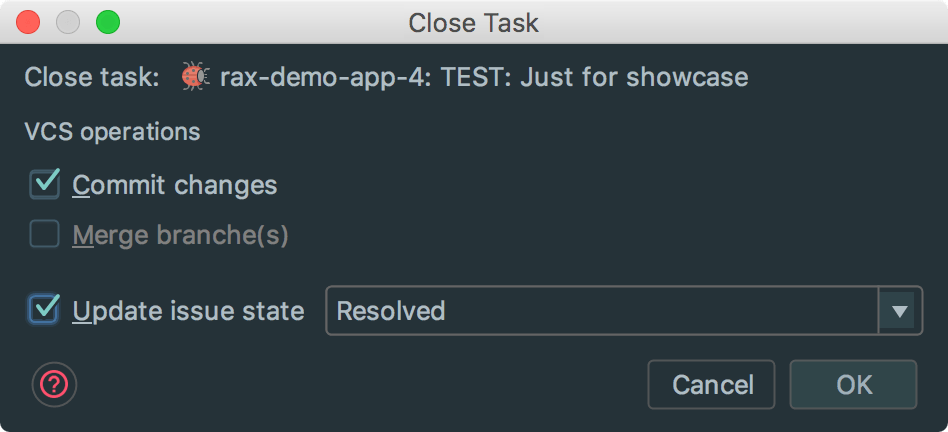 Close Task
Close task: rax-demo-app-4: TEST: Just for showcase
VCS operations
Commit changes
Merge branche(s)
Update issue state Resolved
? Cancel OK